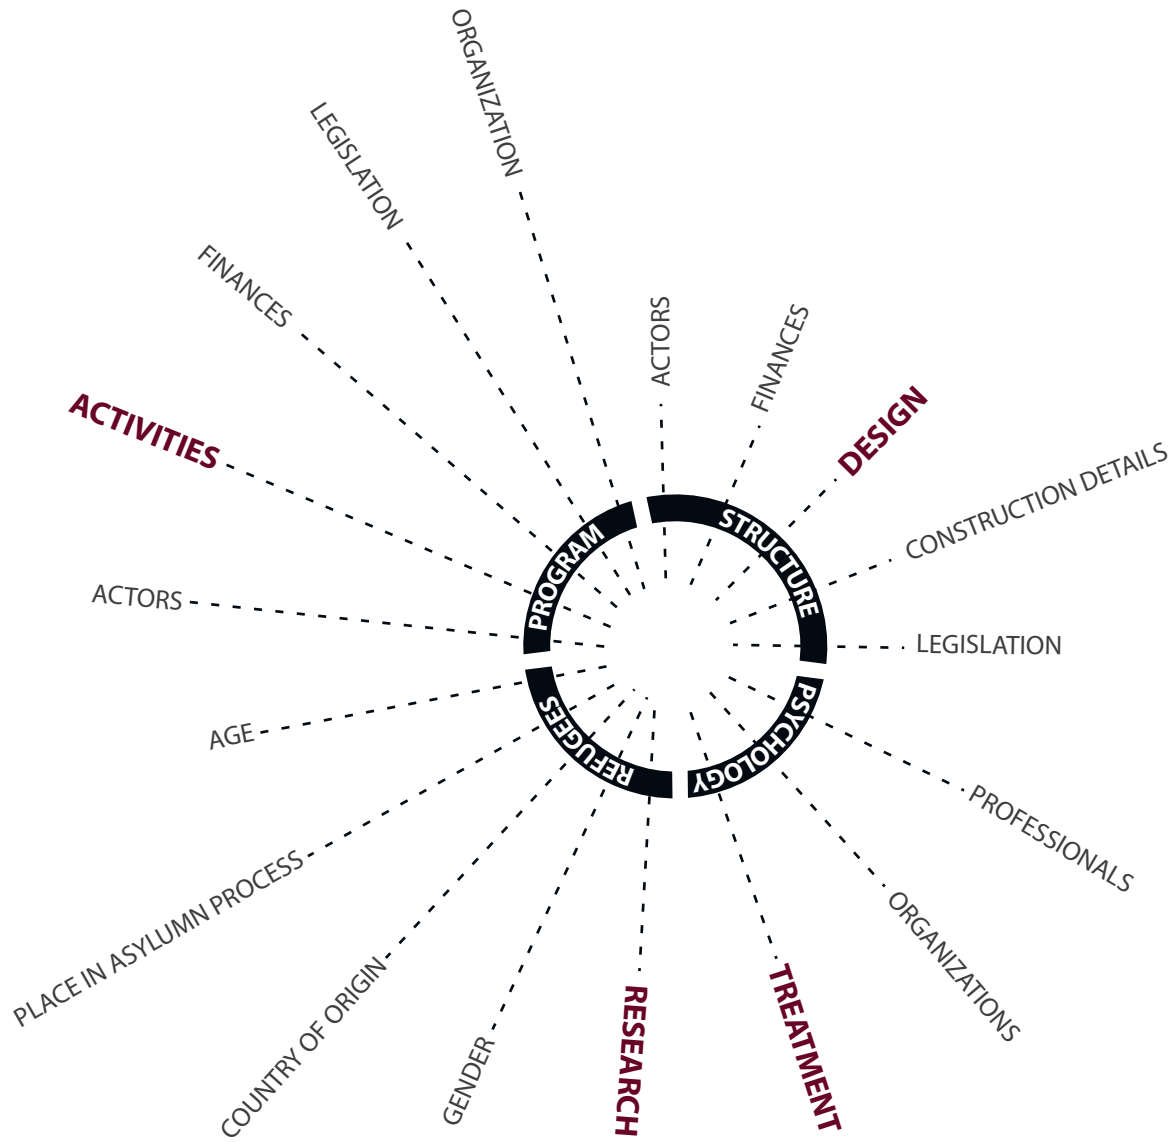 ORGANIZATION
LEGISLATION
FINANCES
ACTIVITIES
ACTORS
ACTORS
FINANCES
DESIGN
CONSTRUCTION DETAILS
LEGISLATION
PROGRAM
STRUCTURE
REFUGEES
PSYCHOLOGY
AGE
PLACE IN ASYLUMN PROCESS
COUNTRY OF ORIGIN
GENDER
RESEARCH
TREATMENT
ORGANIZATIONS
PROFESSIONALS